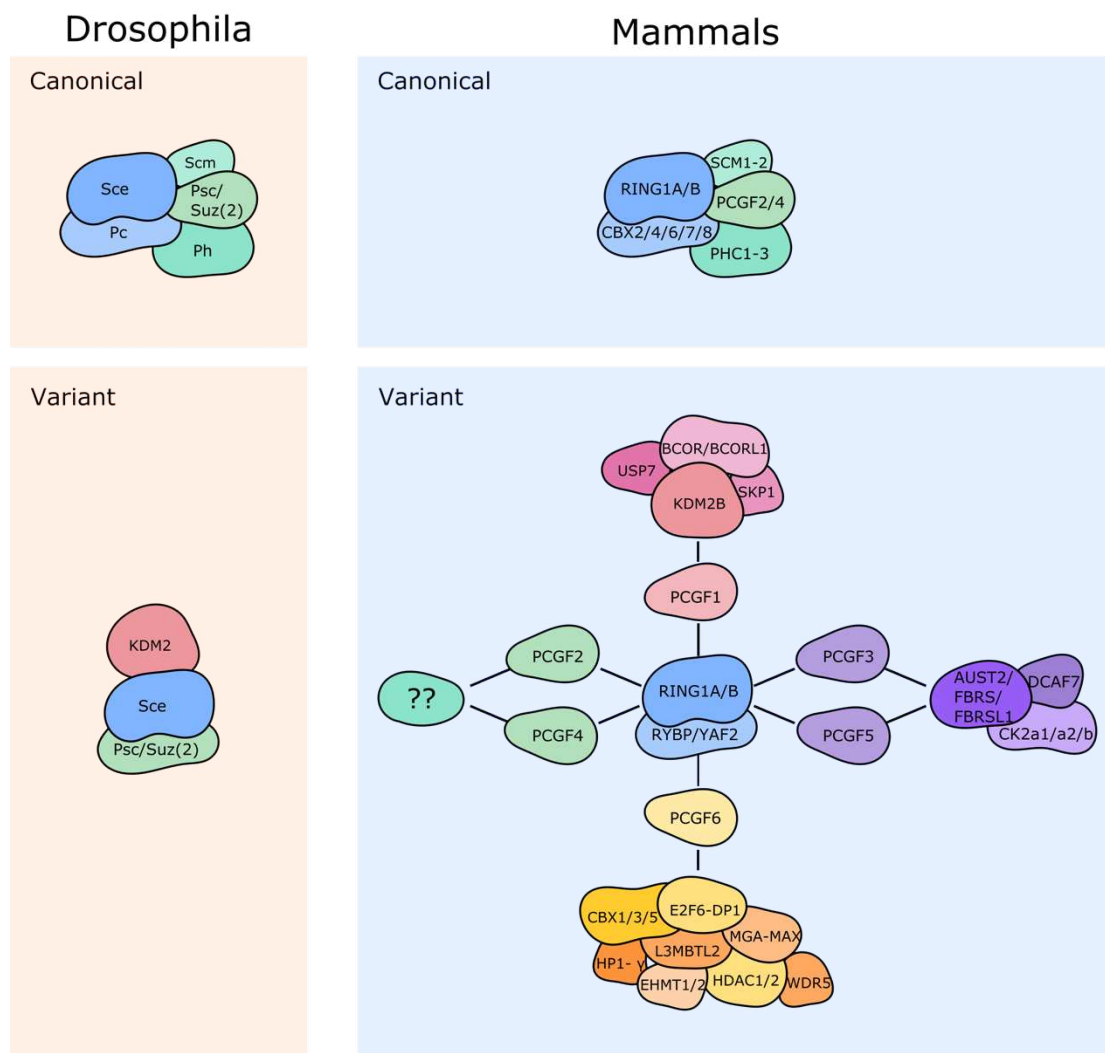 Drosophila
Mammals
Canonical
Scm
Sce
Psc/
Suz(2)
Pc
Ph
Canonical
SCM1-2
RING1A/B
PCGF2/4
CBX2/4/6/7/8
PHC1-3
Variant
KDM2
Sce
Psc/Suz(2)
Variant
BCOR/BCORL1
USP7
SKP1
KDM2B
PCGF1
PCGF2
PCGF3
??
RING1A/B
AUST2/
FBRS/
FBRSL1
DCAF7
PCGF4
RYBP/YAF2
PCGF5
CK2a1/a2/b
PCGF6
CBX1/3/5
E2F6-DP1
MGA-MAX
L3MBTL2
HP1- γ
EHMT1/2
HDAC1/2
WDR5